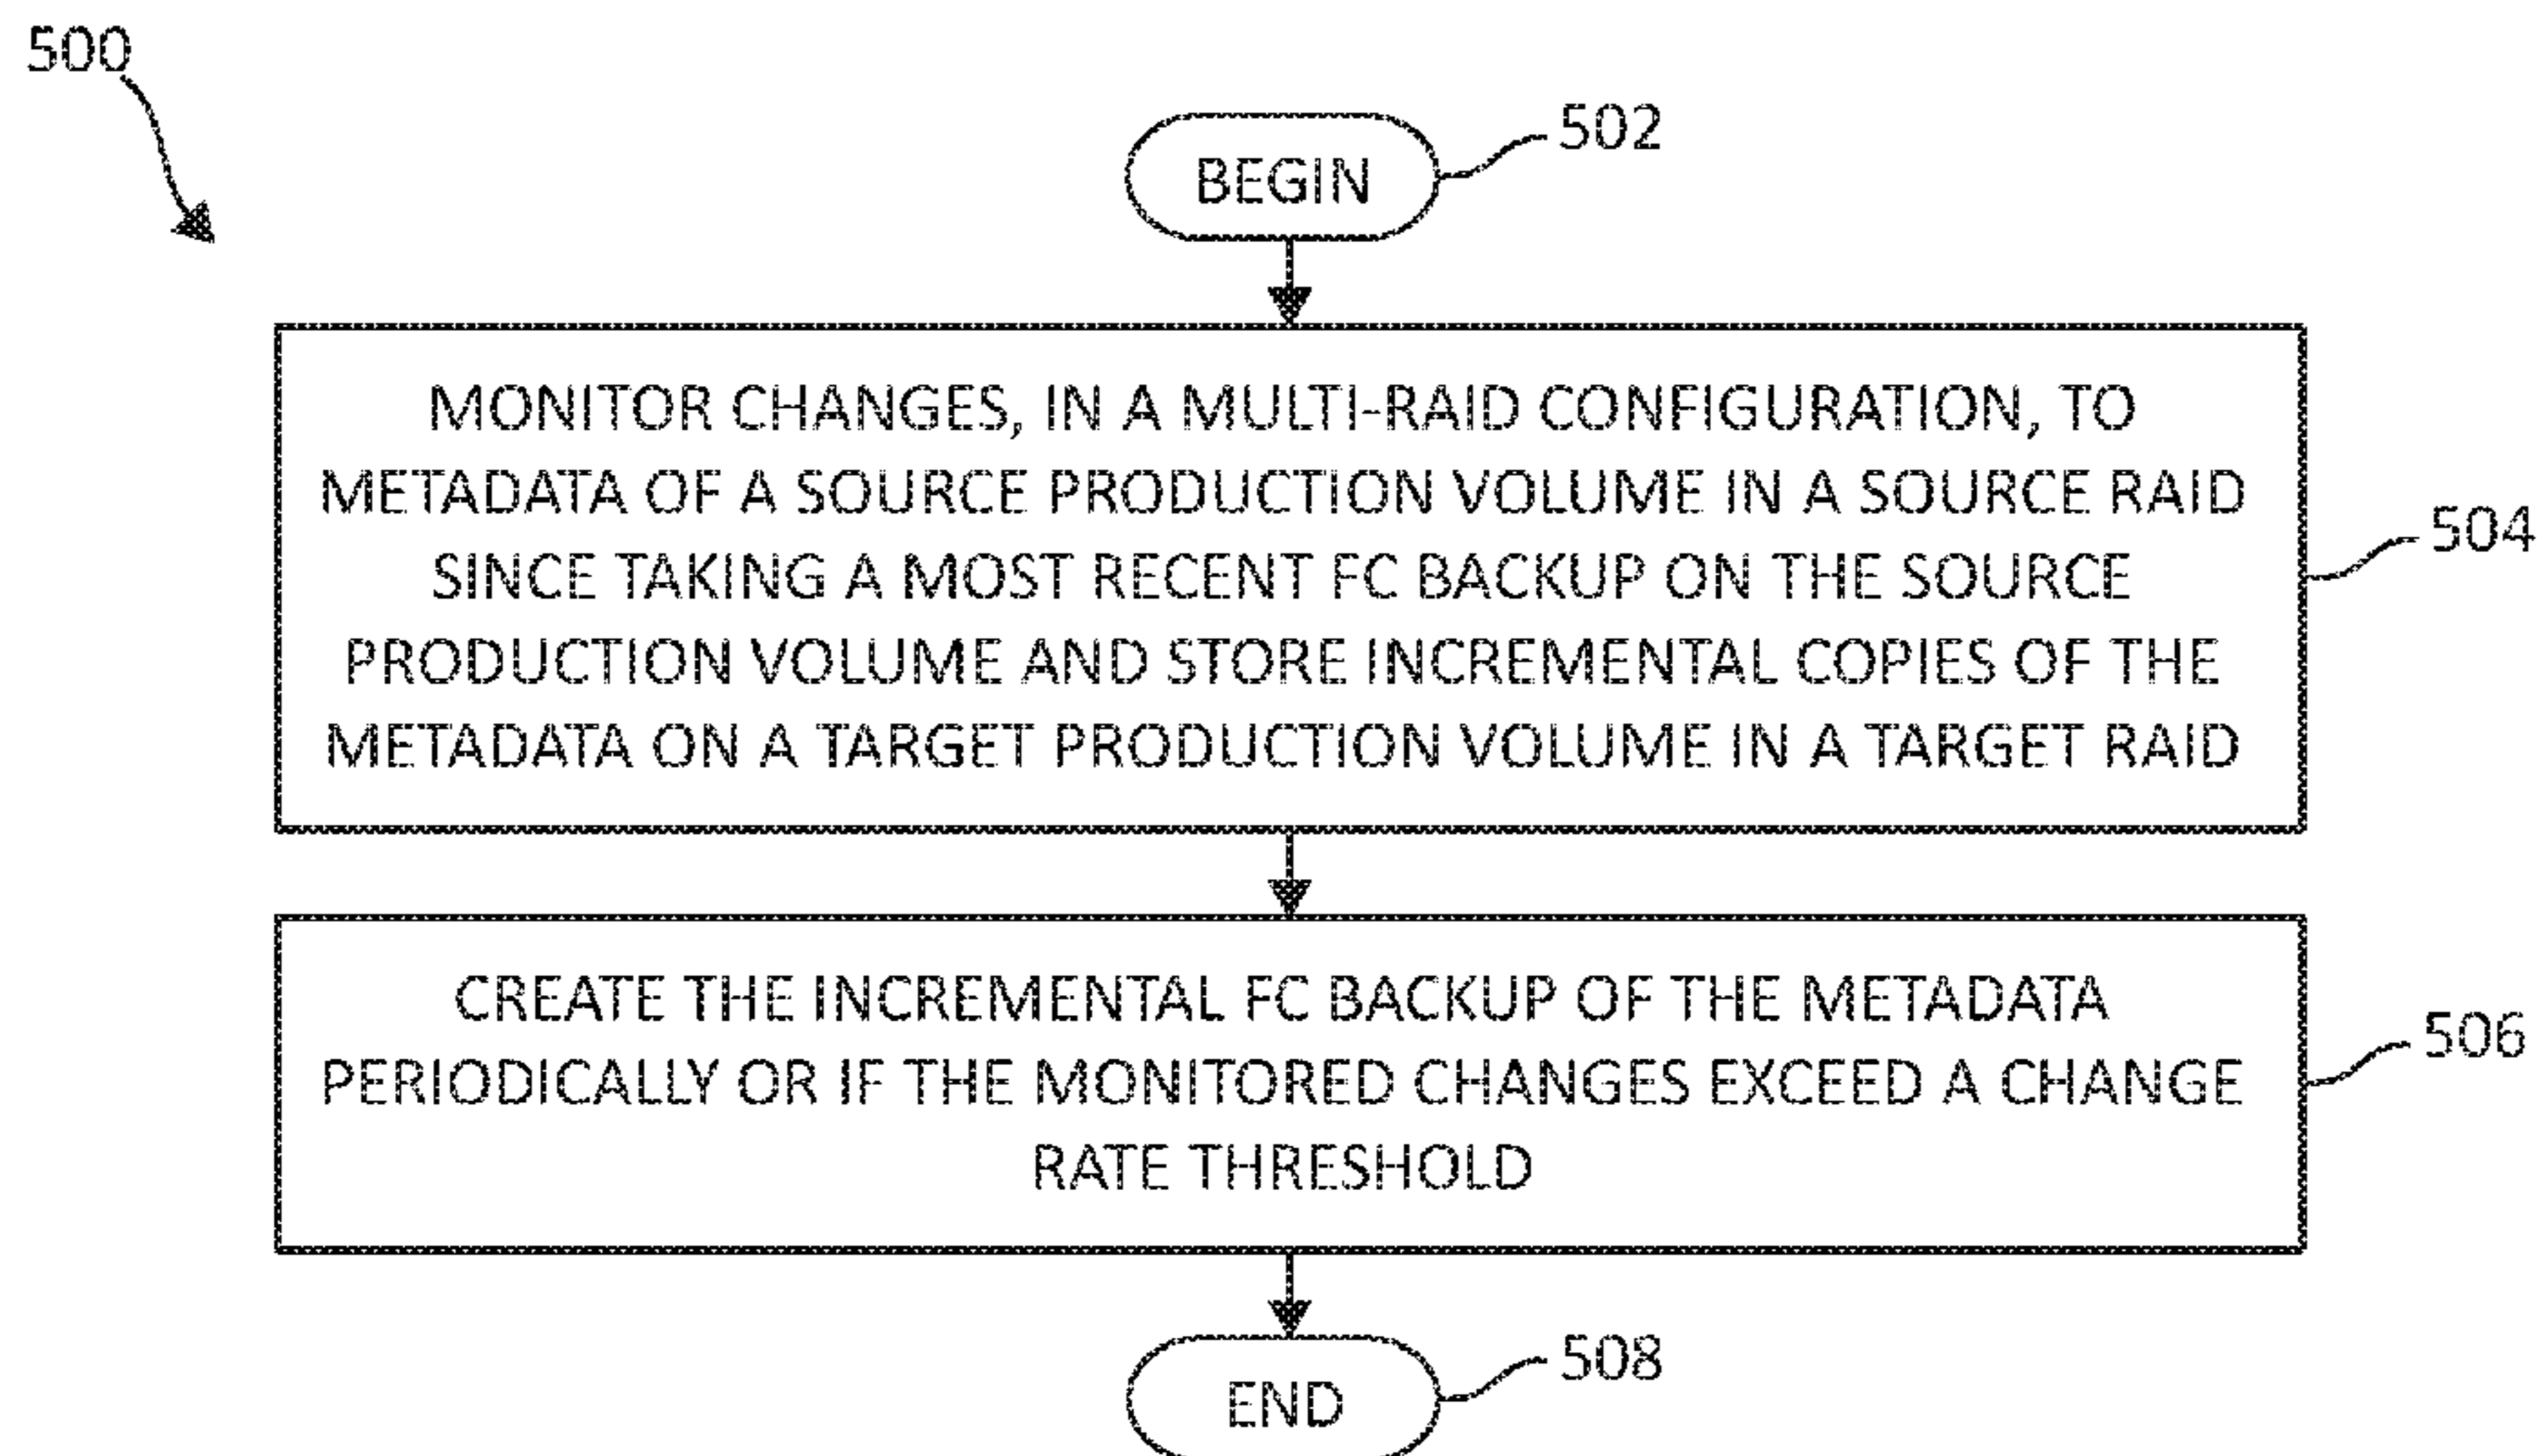 500
BEGIN
502
MONITOR CHANGES, IN A MULTI-RAID CONFIGURATION, TO
METADATA OF A SOURCE PRODUCTION VOLUME IN A SOURCE RAID
SINCE TAKING A MOST RECENT FC BACKUP ON THE SOURCE
PRODUCTION VOLUME AND STORE INCREMENTAL COPIES OF THE
METADATA ON A TARGET PRODUCTION VOLUME IN A TARGET RAID
504
CREATE THE INCREMENTAL FC BACKUP OF THE METADATA
PERIODICALLY OR IF THE MONITORED CHANGES EXCEED A CHANGE
RATE THRESHOLD
506
END
508